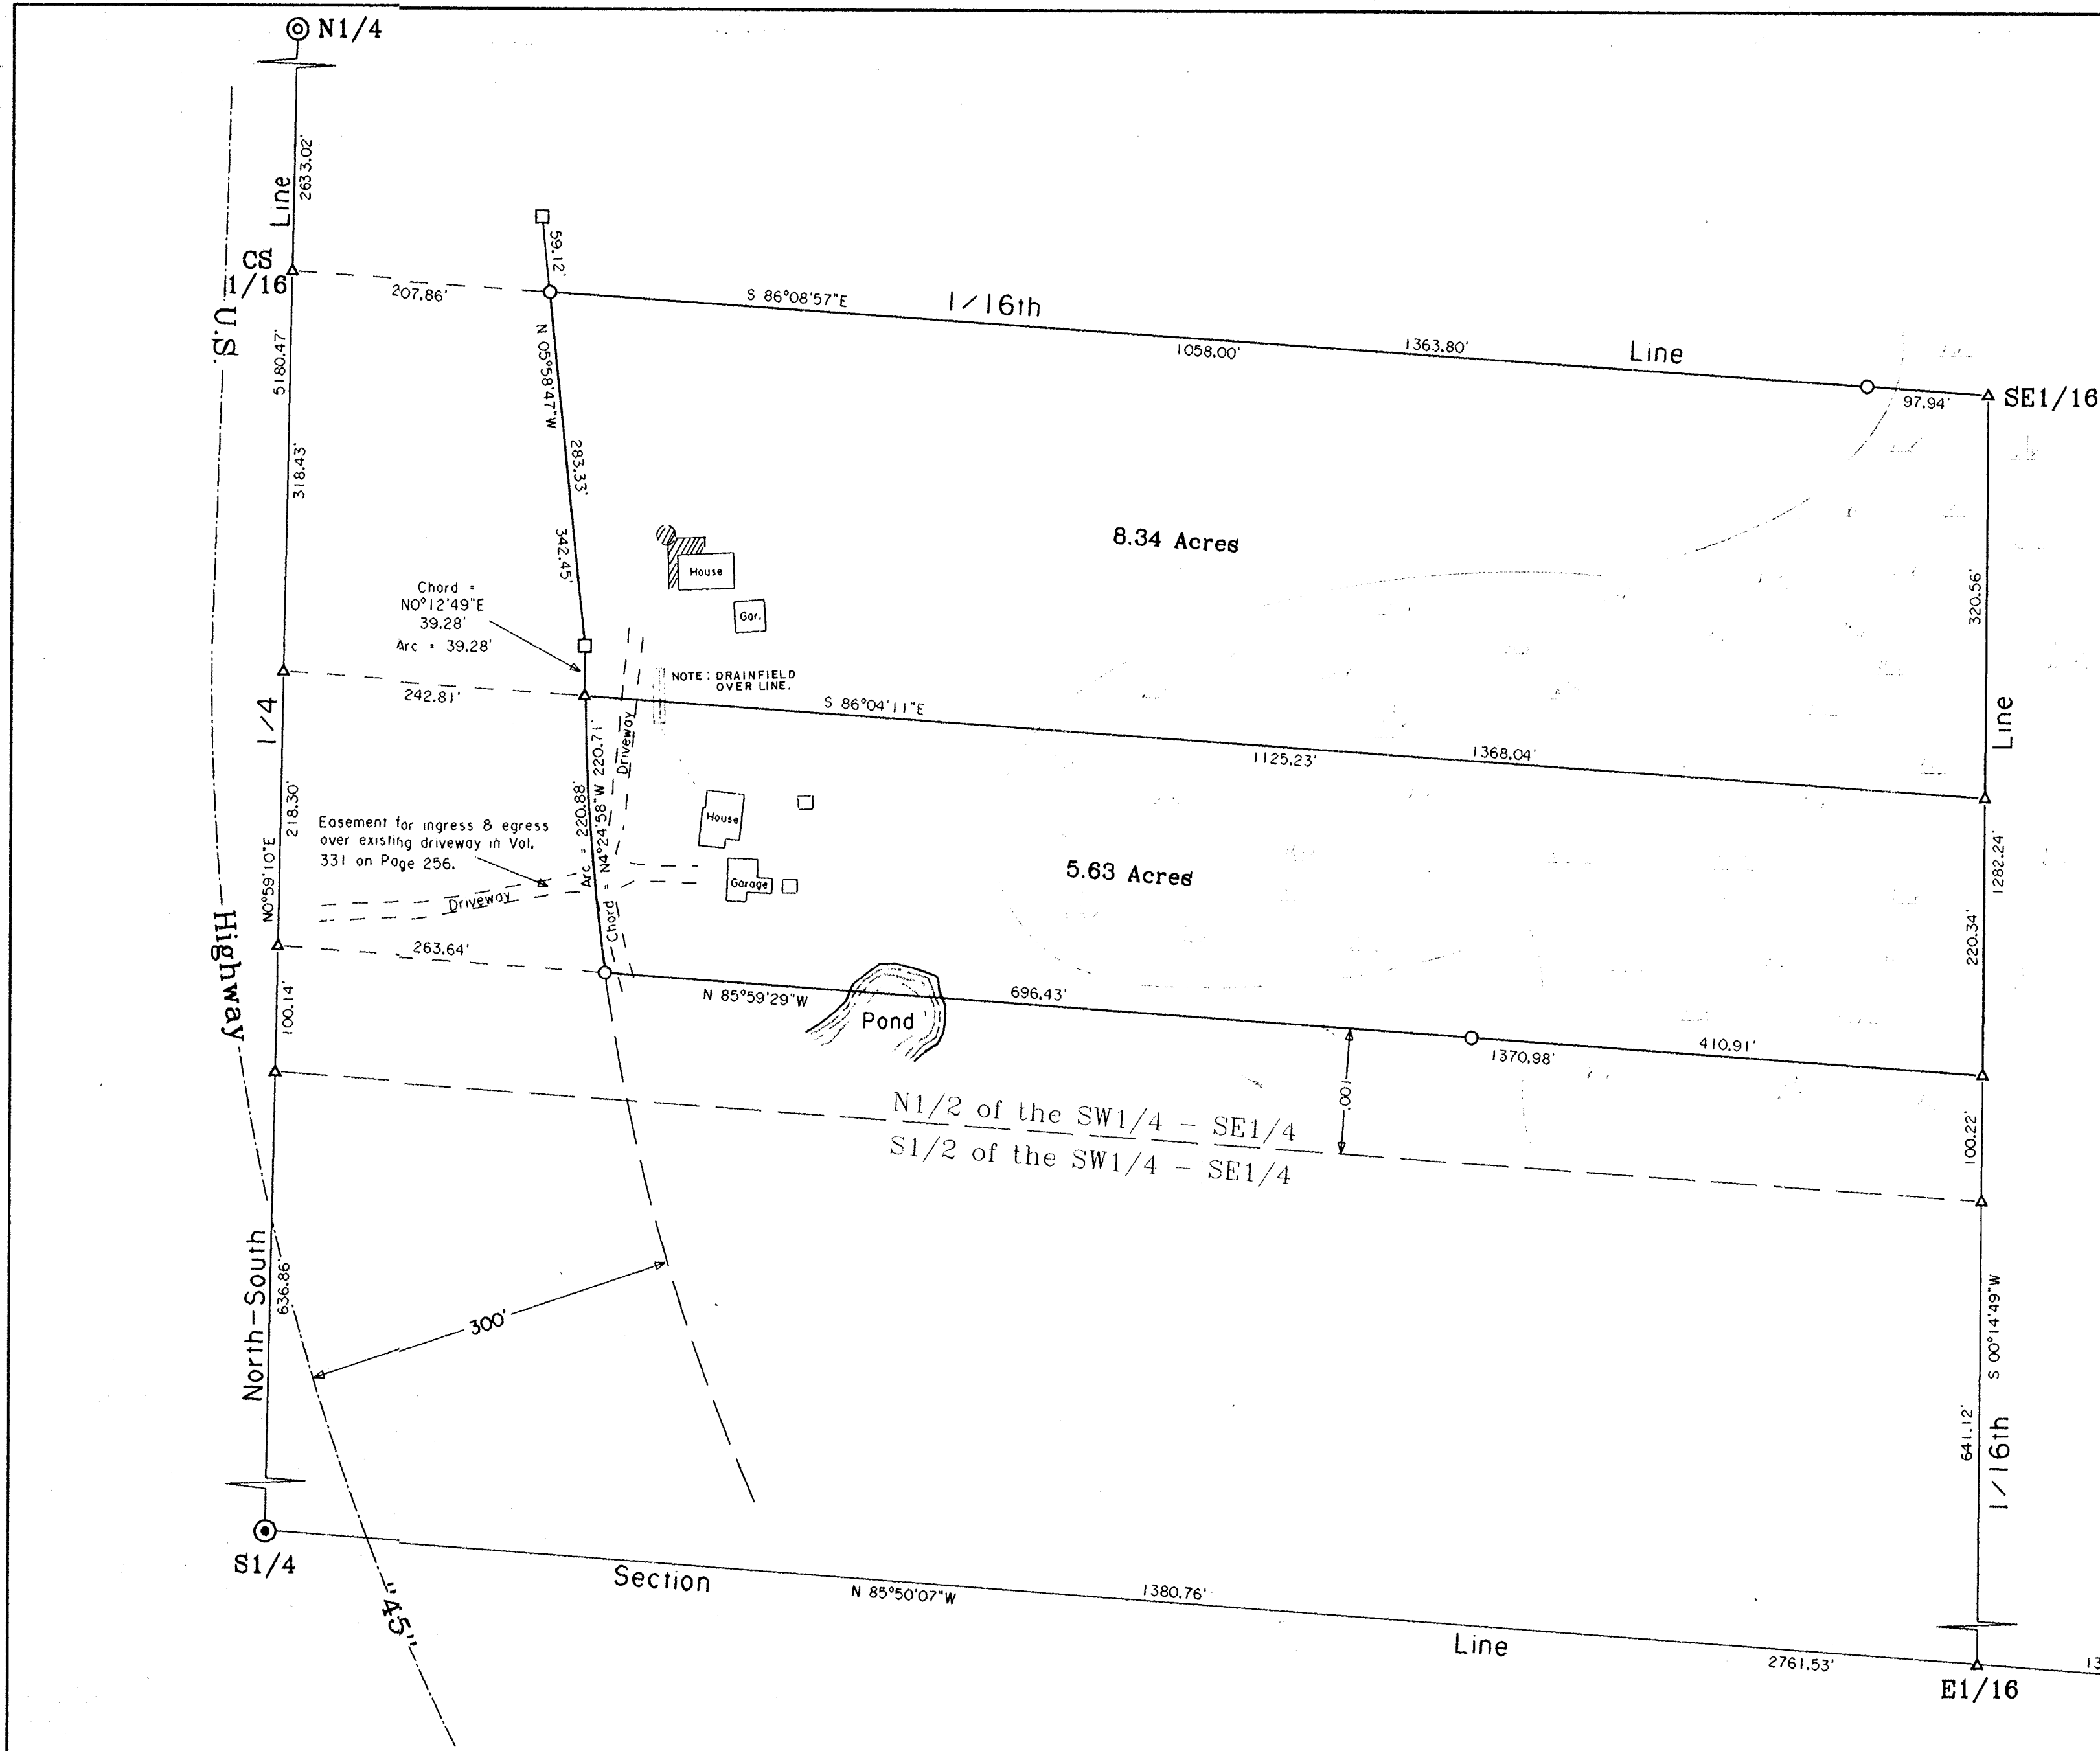 N1/4
Line
2633.02'
CS
1/16
U.S.
Highway
"45"
5180.47'
318.43'
1/4
218.30'
N0°59'10"E
100.14'
North-South
636.86'
S1/4
59.12'
207.86'
N 05°58'47"W
283.33'
342.45'
S 86°08'57"E
1/16th
1058.00'
1363.80'
Line
97.94'
SE1/16
8.34 Acres
House
Gar.
Chord =
N0°12'49"E
39.28'
Arc = 39.28'
NOTE: DRAINFIELD
OVER LINE.
242.81'
S 86°04'11"E
1125.23'
1368.04'
320.56'
Line
Driveway
Arc = 220.88'
Chord = N4°24'58"W 220.71'
House
Garage
Easement for ingress & egress
over existing driveway in Vol.
331 on Page 256.
Driveway
5.63 Acres
1282.24'
220.34'
263.64'
N 85°59'29"W
Pond
696.43'
1370.98'
410.91'
100'
N1/2 of the SW1/4 - SE1/4
S1/2 of the SW1/4 - SE1/4
100.22'
300'
S 00°14'49"W
641.12'
1/16th
Section
N 85°50'07"W
1380.76'
Line
2761.53'
13
E1/16